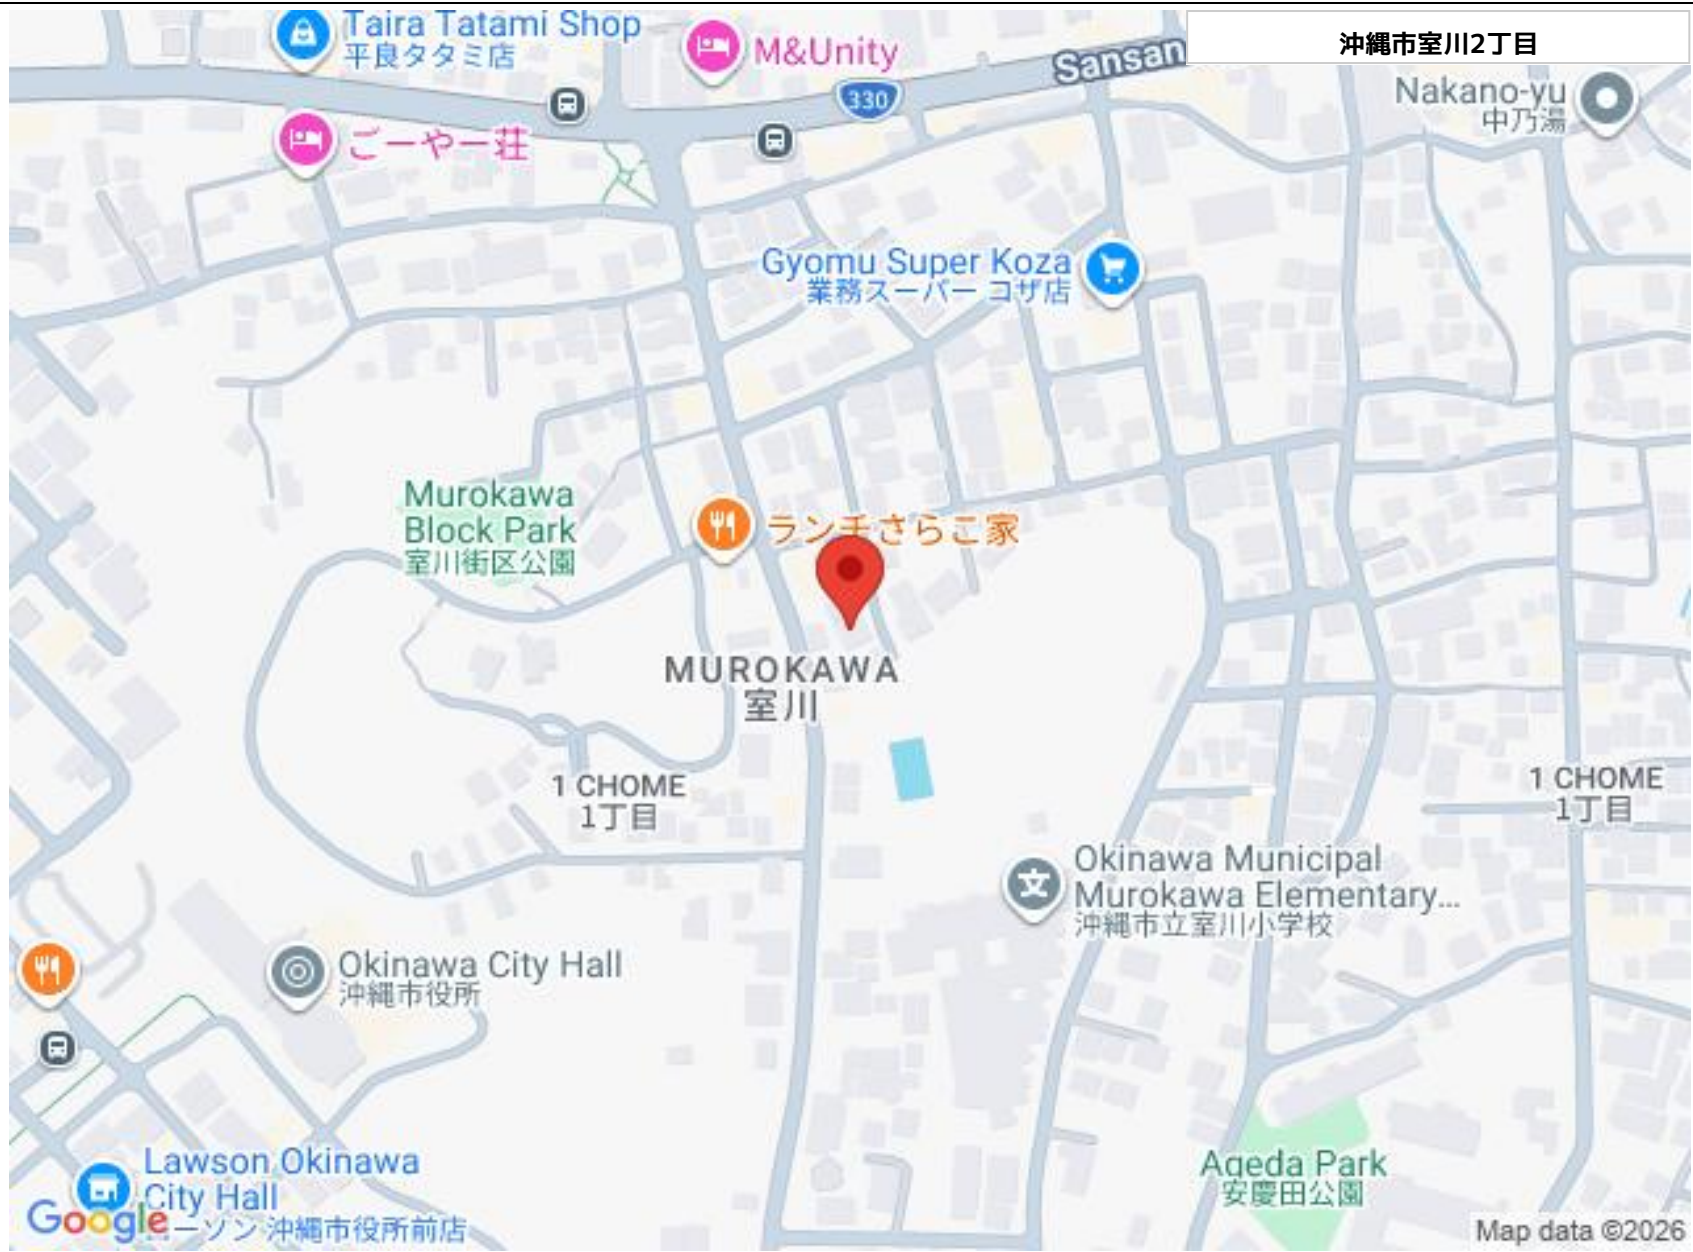 Taira Tatami Shop
平良タタミ店
M&Unity
Sansan
沖縄市室川2丁目
330
Nakano-yu
中乃湯
ごーやー荘
Gyomu Super Koza
業務スーパー コザ店
Murokawa
Block Park
室川街区公園
ランチさらこ家
MUROKAWA
室川
1 CHOME
1丁目
1 CHOME
1丁目
Okinawa Municipal
Murokawa Elementary...
沖縄市立室川小学校
Okinawa City Hall
沖縄市役所
Lawson Okinawa
City Hall
ーソン 沖縄市役所前店
Google
Ageda Park
安慶田公園
Map data ©2026